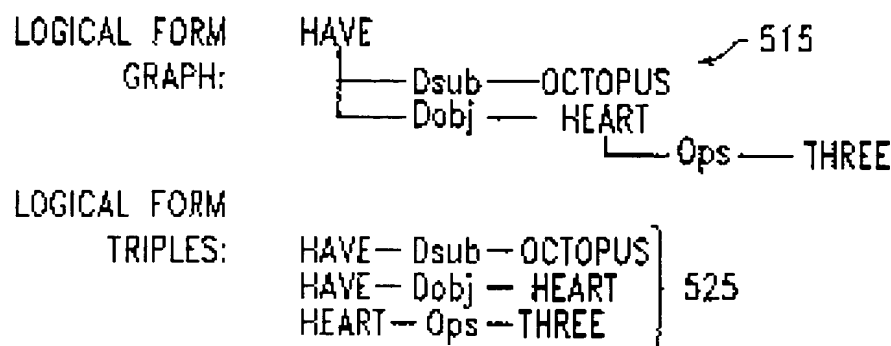 LOGICAL FORM HAVE
GRAPH: Dsub OCTOPUS 515
Dobj HEART
Ops THREE
LOGICAL FORM
TRIPLES: HAVE — Dsub — OCTOPUS
HAVE — Dobj — HEART 525
HEART — Ops — THREE